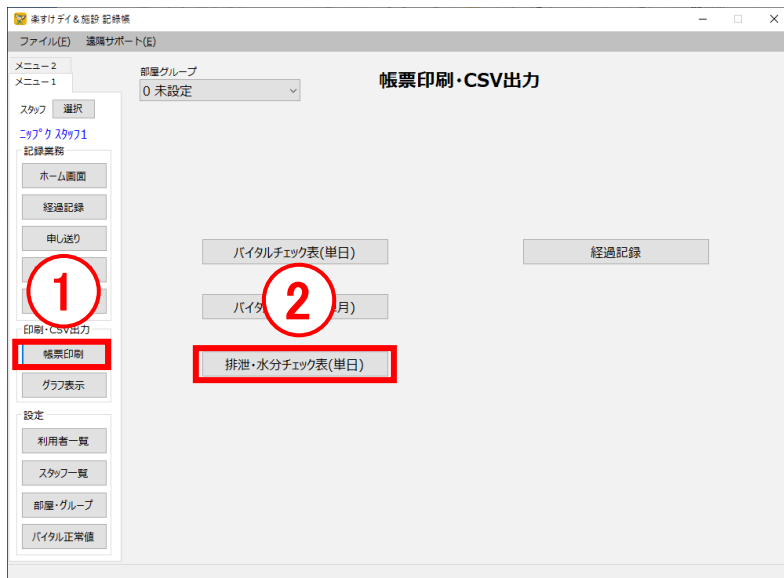 楽すけデイ&施設 記録帳
ファイル(F) 遠隔サポート(E)
メニュー2
メニュー1
部屋グループ
0 未設定
帳票印刷・CSV出力
スタッフ 選択
ニップク スタッフ1
記録業務
ホーム画面
経過記録
申し送り
バイタルチェック表(単日)
経過記録
1
2
バイタ
月)
印刷・CSV出力
帳票印刷
排泄・水分チェック表(単日)
グラフ表示
設定
利用者一覧
スタッフ一覧
部屋・グループ
バイタル正常値